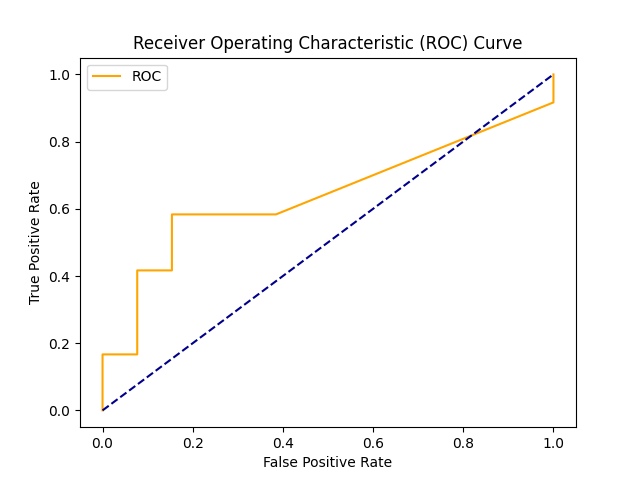 Receiver Operating Characteristic (ROC) Curve
ROC
1.0
0.8
0.6
0.4
0.2
0.0
True Positive Rate
0.0 0.2 0.4 0.6 0.8 1.0
False Positive Rate